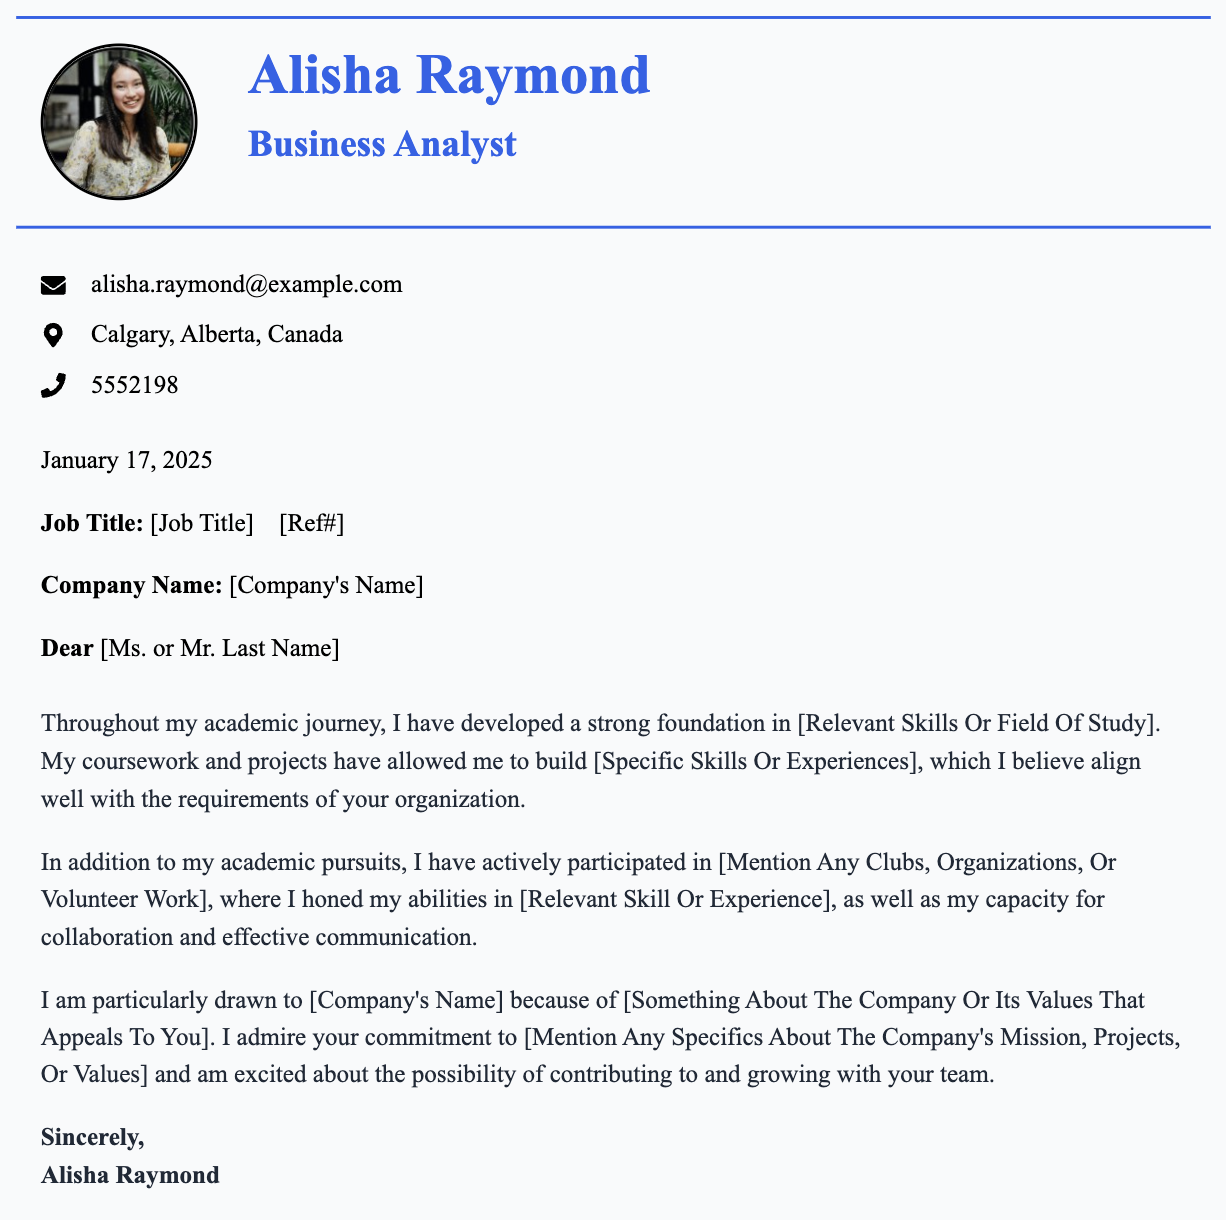 Alisha Raymond
Business Analyst
alisha.raymond@example.com
Calgary, Alberta, Canada
5552198
January 17, 2025
Job Title: [Job Title] [Ref#]
Company Name: [Company's Name]
Dear [Ms. or Mr. Last Name]
Throughout my academic journey, I have developed a strong foundation in [Relevant Skills Or Field Of Study].
My coursework and projects have allowed me to build [Specific Skills Or Experiences], which I believe align
well with the requirements of your organization.
In addition to my academic pursuits, I have actively participated in [Mention Any Clubs, Organizations, Or
Volunteer Work], where I honed my abilities in [Relevant Skill Or Experience], as well as my capacity for
collaboration and effective communication.
I am particularly drawn to [Company's Name] because of [Something About The Company Or Its Values That
Appeals To You]. I admire your commitment to [Mention Any Specifics About The Company's Mission, Projects,
Or Values] and am excited about the possibility of contributing to and growing with your team.
Sincerely,
Alisha Raymond